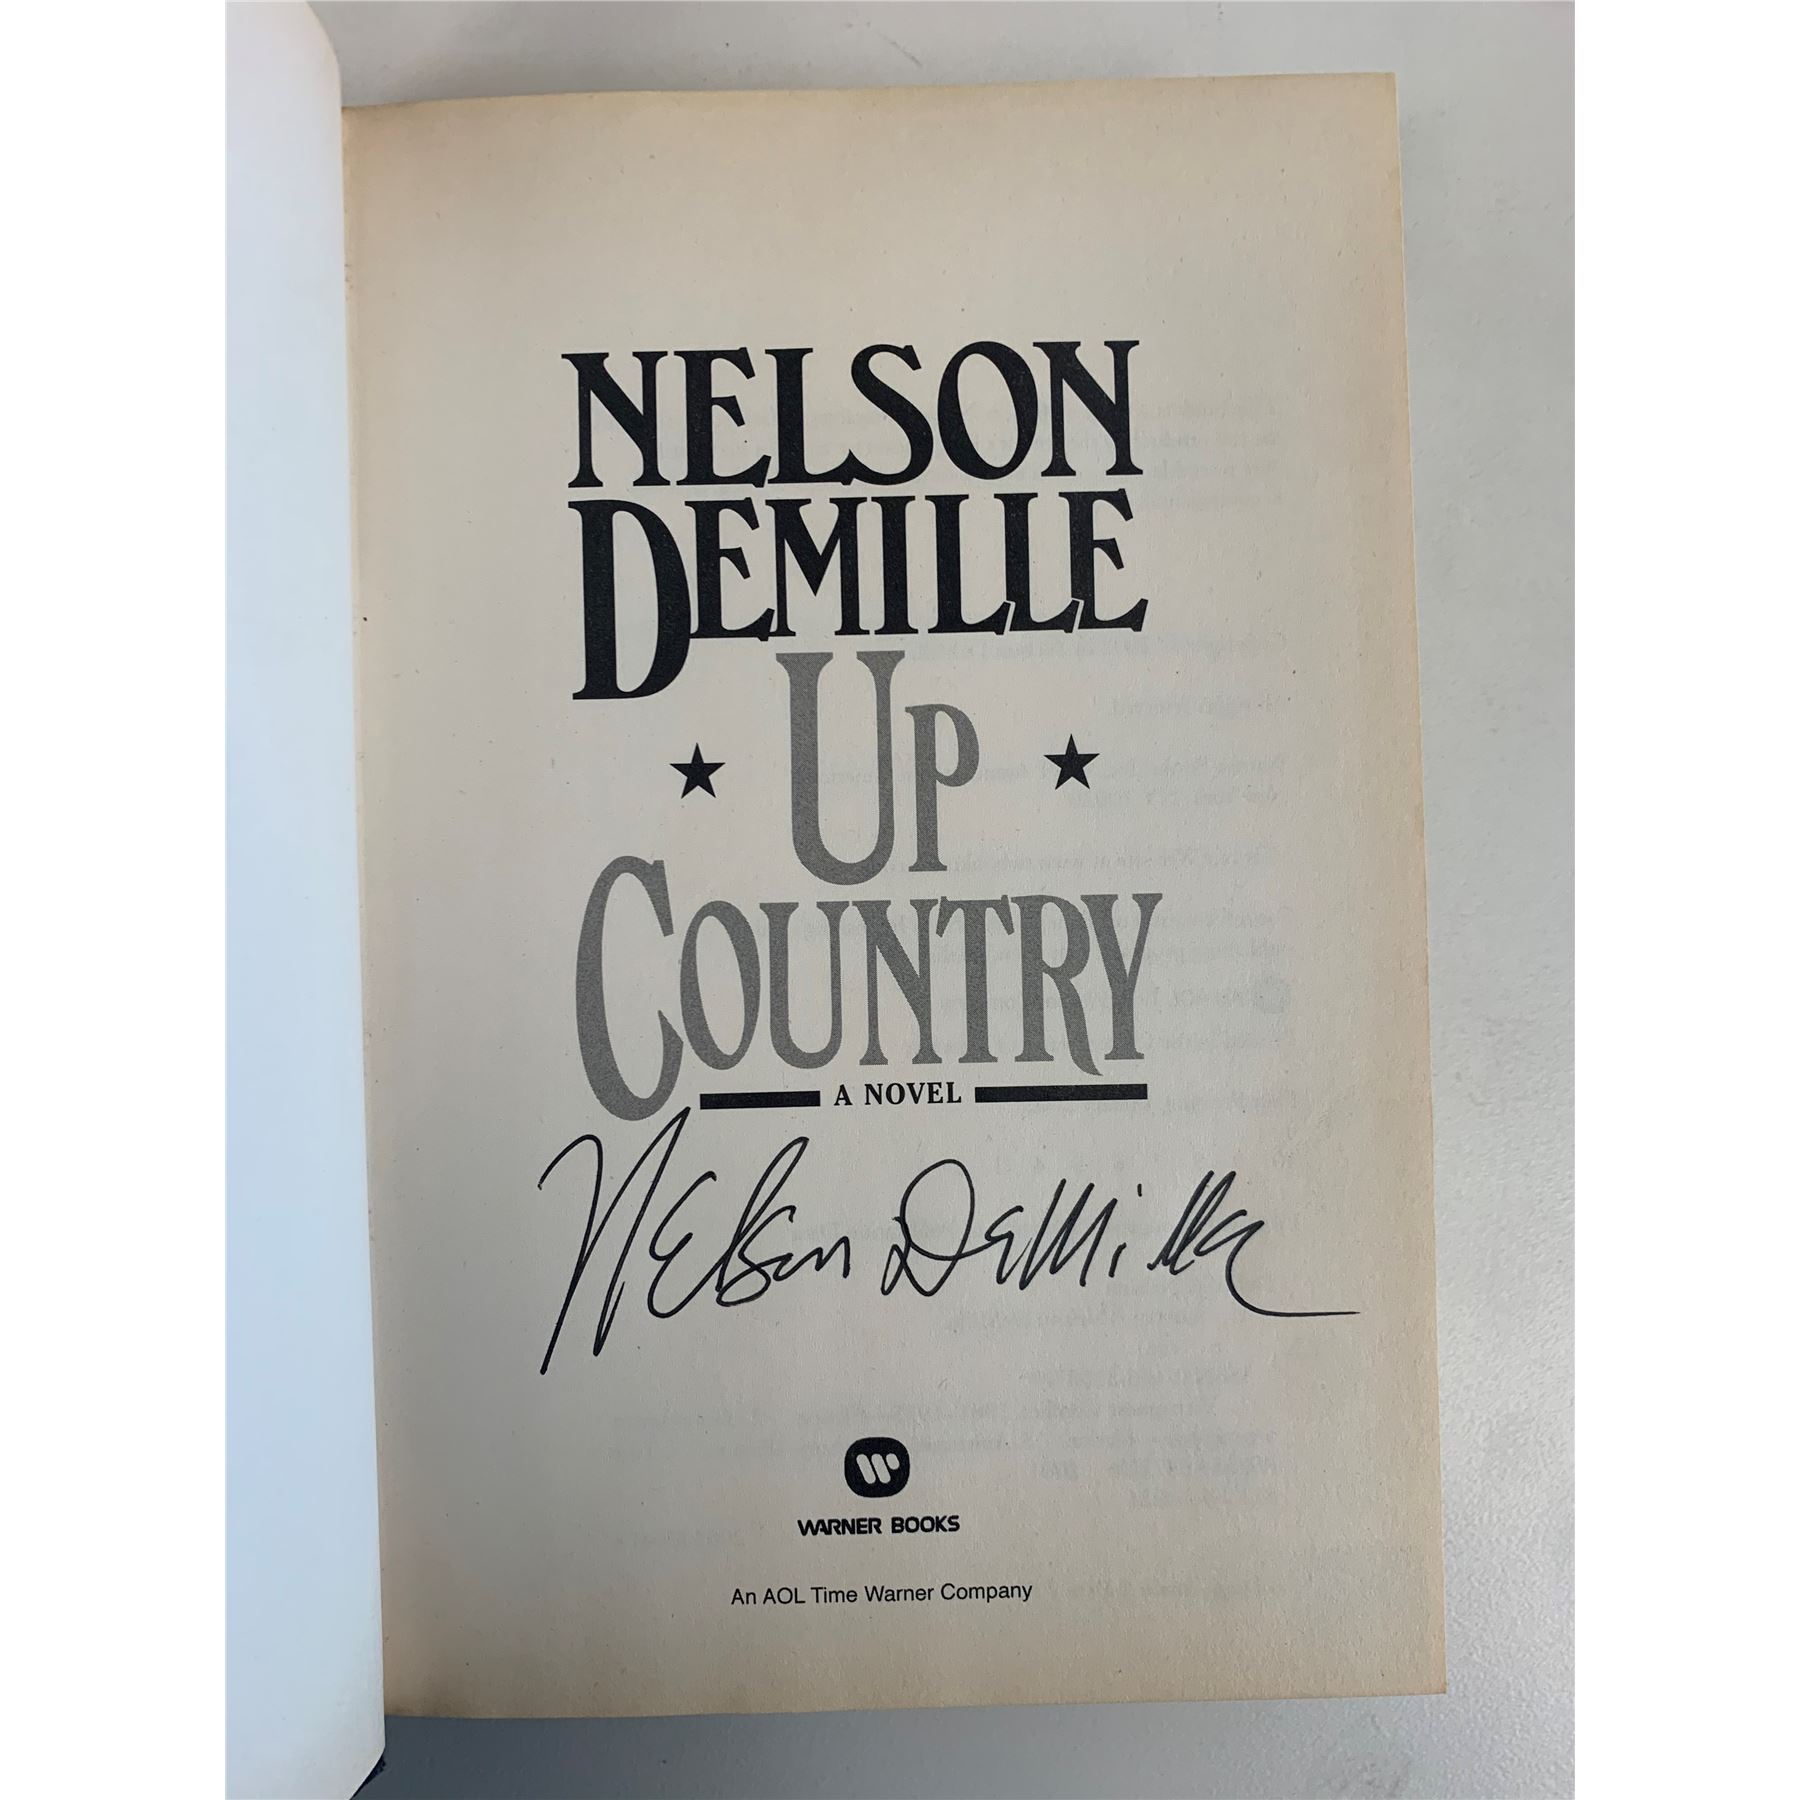 NELSON
DEMILLE
UP
COUNTRY
A NOVEL
Nelson DeMille
WARNER BOOKS
An AOL Time Warner Company